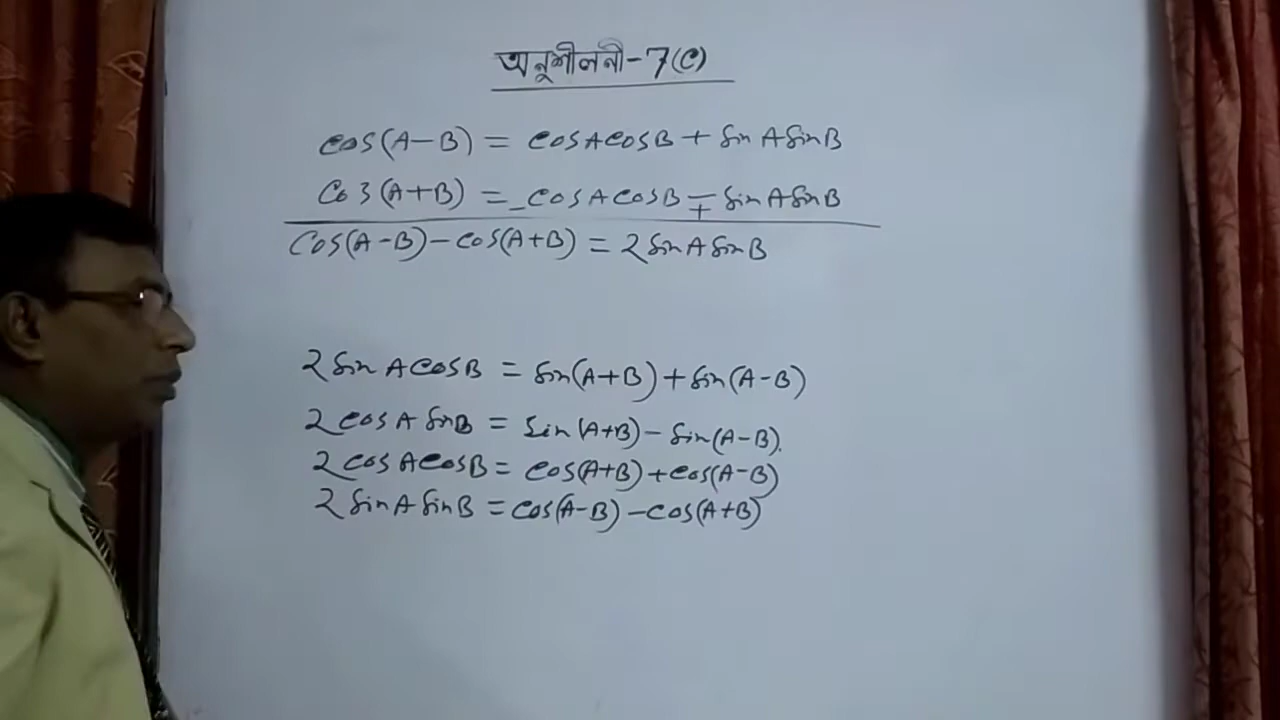 অনুশীলনী-7(C)
cos(A-B) = cosAcosB + sinAsinB
Cos(A+B) = -cosAcosB ∓ sinAsinB
Cos(A-B)-cos(A+B) = 2sinAsinB
2sinAcosB = sin(A+B)+sin(A-B)
2cosAsinB = sin(A+B)-sin(A-B).
2cosAcosB = cos(A+B)+cos(A-B)
2sinAsinB = cos(A-B)-cos(A+B)